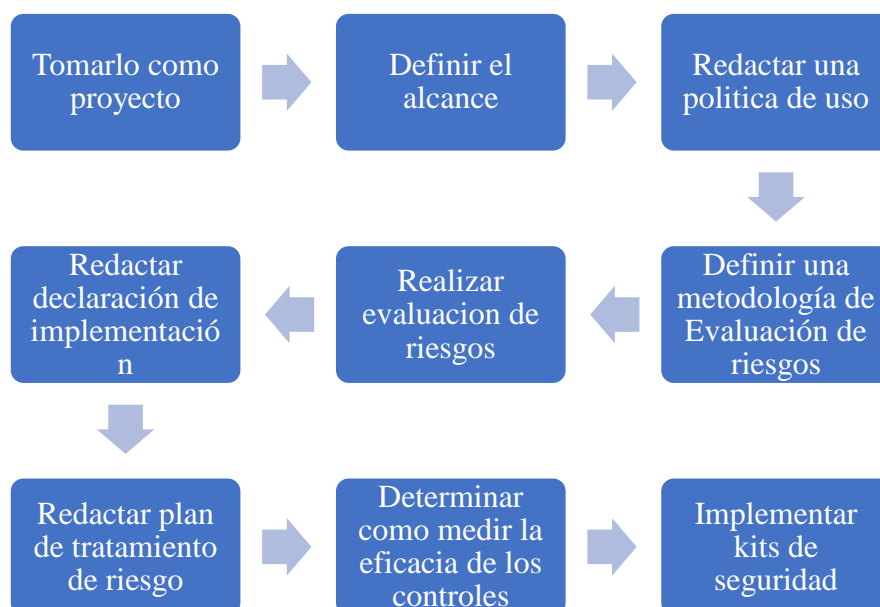 Tomarlo como
proyecto
Definir el
alcance
Redactar una
politica de uso
Definir una
metodología de
Evaluación de
riesgos
Realizar
evaluacion de
riesgos
Redactar
declaración de
implementació
n
Redactar plan
de tratamiento
de riesgo
Determinar
como medir la
eficacia de los
controles
Implementar
kits de
seguridad